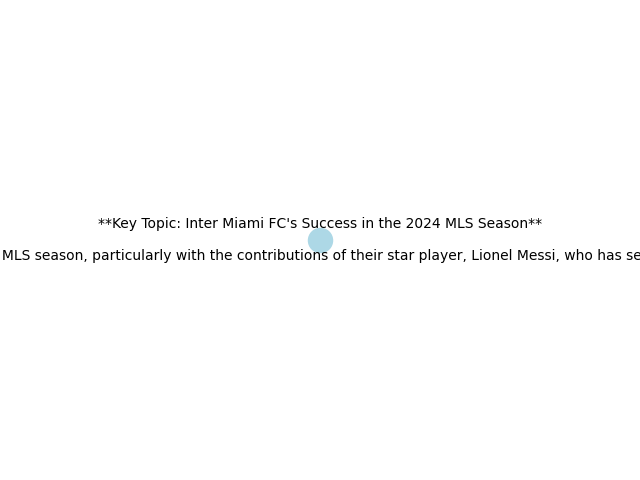 **Key Topic: Inter Miami FC's Success in the 2024 MLS Season**
MLS season, particularly with the contributions of their star player, Lionel Messi, who has se